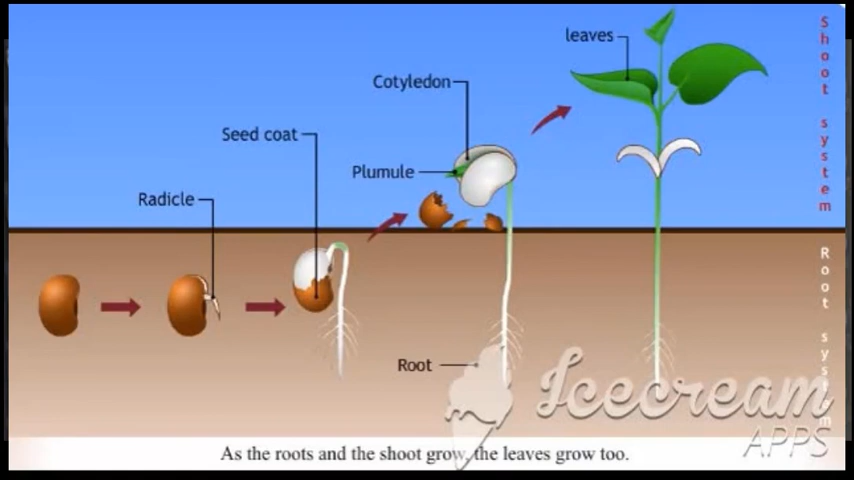 leaves
Cotyledon
Seed coat
Plumule
Radicle
Shoot system
Root system
Root
Icecream
APPS
As the roots and the shoot grow, the leaves grow too.